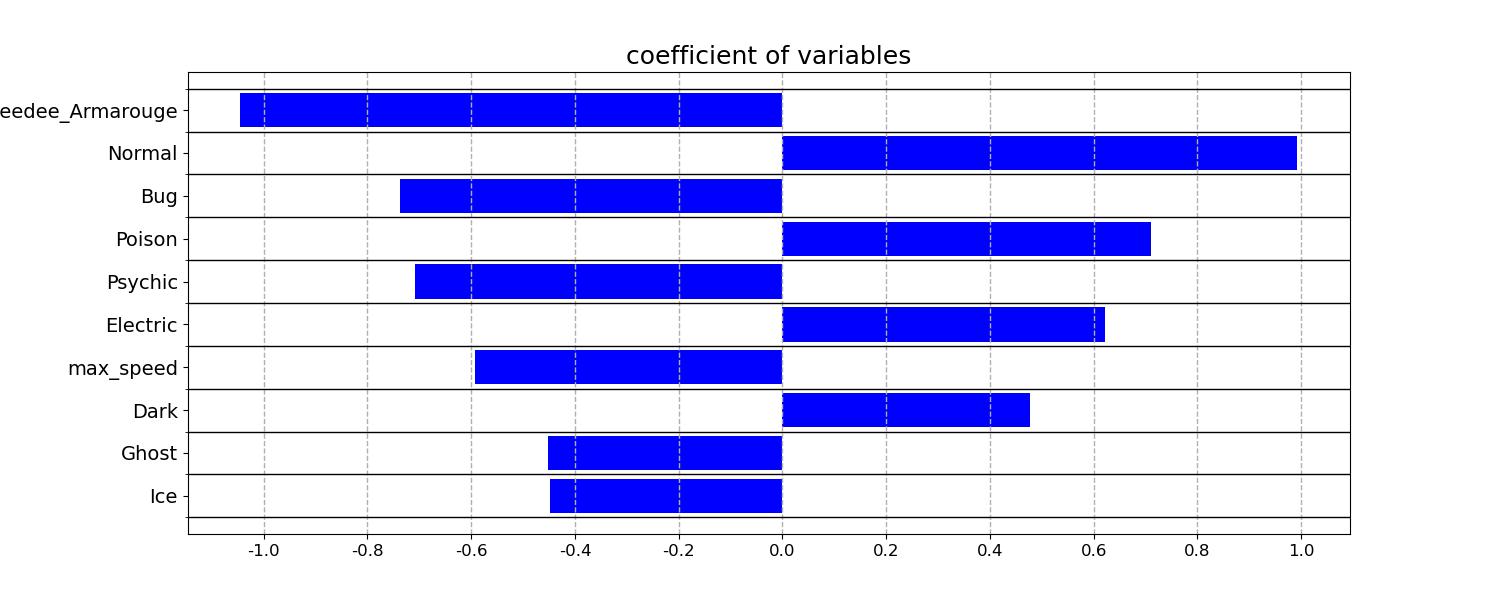 coefficient of variables
eedee_Armarouge
Normal
Bug
Poison
Psychic
Electric
max_speed
Dark
Ghost
Ice
-1.0 -0.8 -0.6 -0.4 -0.2 0.0 0.2 0.4 0.6 0.8 1.0